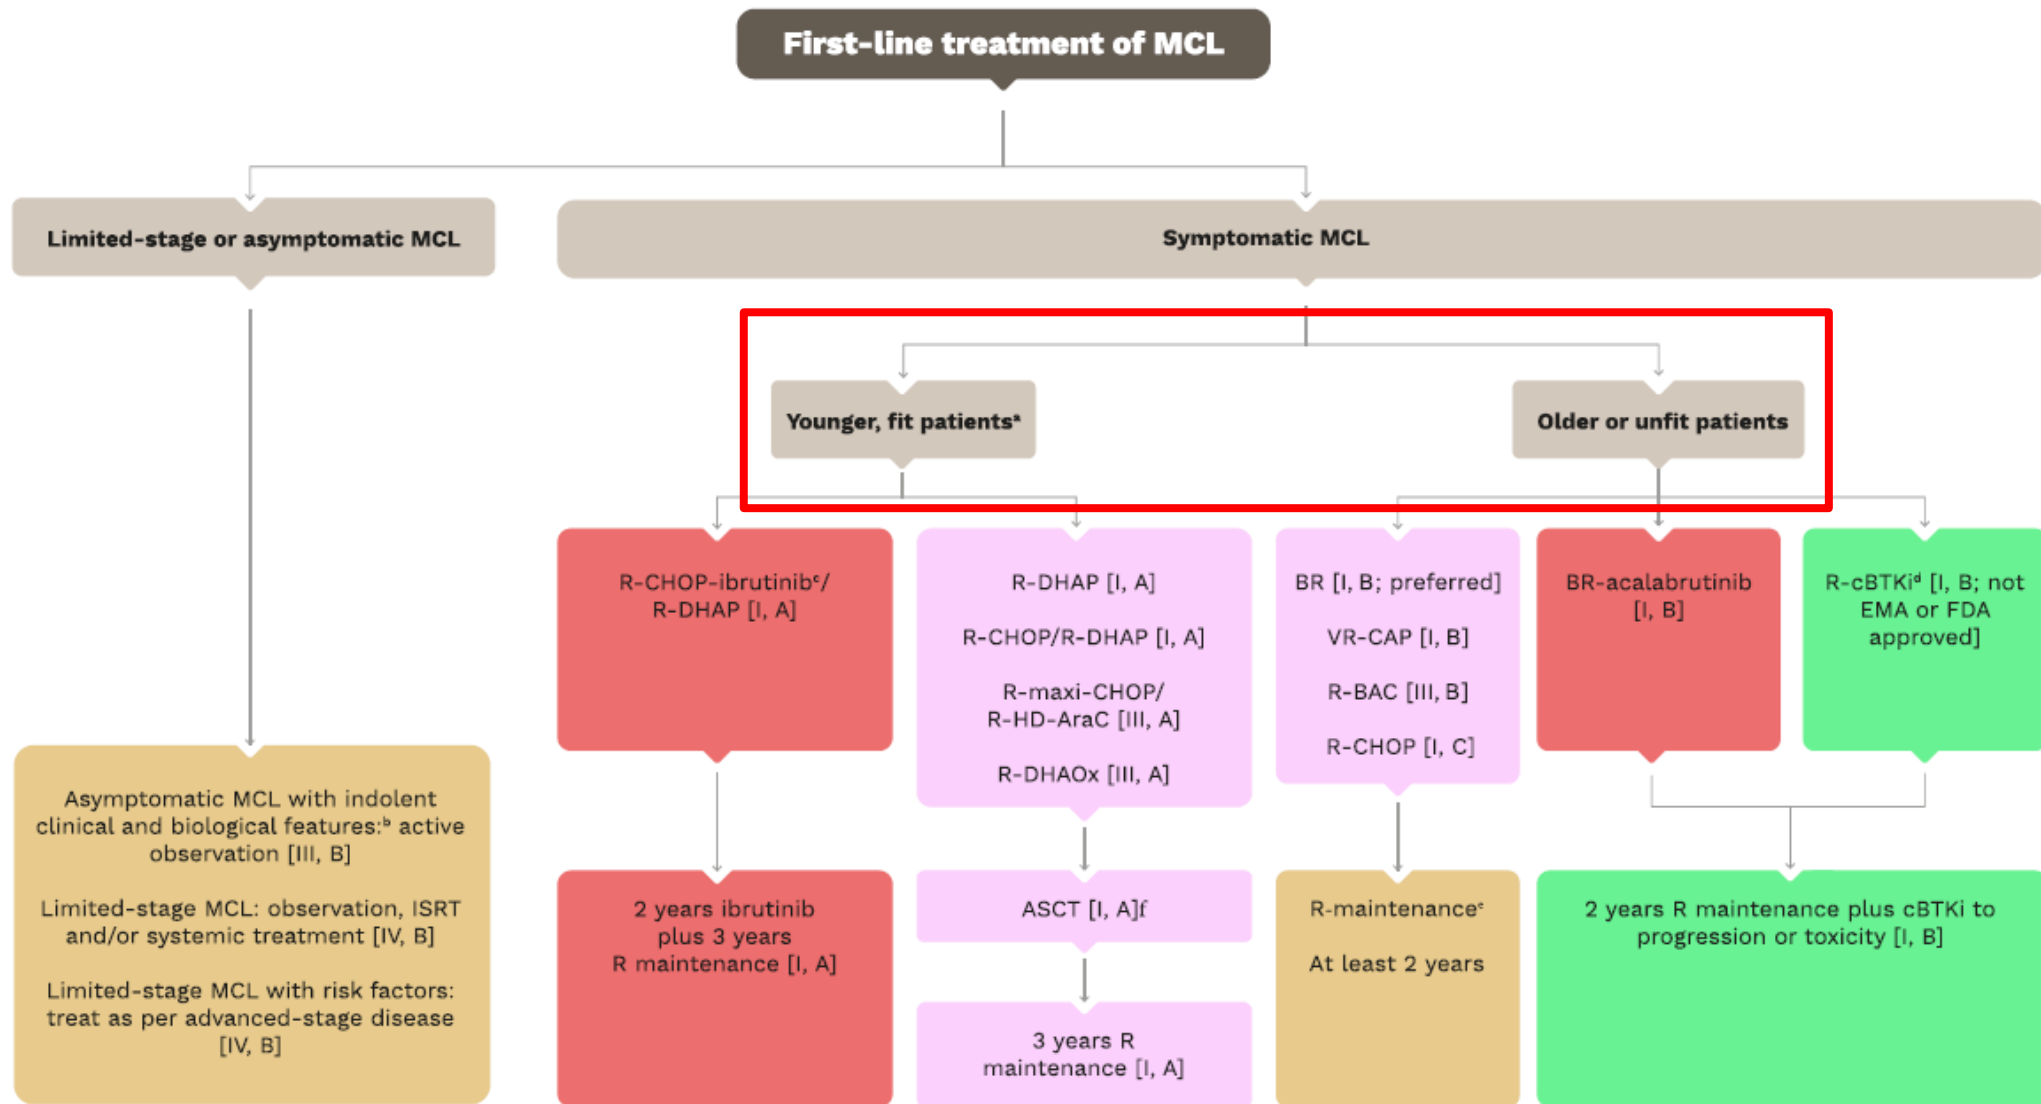 First-line treatment of MCL
Limited-stage or asymptomatic MCL
Symptomatic MCL
Younger, fit patientsᵃ
Older or unfit patients
R-CHOP-ibrutinibᶜ/
R-DHAP [I, A]
R-DHAP [I, A]
R-CHOP/R-DHAP [I, A]
R-maxi-CHOP/
R-HD-AraC [III, A]
R-DHAOx [III, A]
BR [I, B; preferred]
VR-CAP [I, B]
R-BAC [III, B]
R-CHOP [I, C]
BR-acalabrutinib
[I, B]
R-cBTKiᵈ [I, B; not
EMA or FDA
approved]
Asymptomatic MCL with indolent
clinical and biological features:ᵇ active
observation [III, B]
Limited-stage MCL: observation, ISRT
and/or systemic treatment [IV, B]
Limited-stage MCL with risk factors:
treat as per advanced-stage disease
[IV, B]
2 years ibrutinib
plus 3 years
R maintenance [I, A]
ASCT [I, A]f
3 years R
maintenance [I, A]
R-maintenanceᵉ
At least 2 years
2 years R maintenance plus cBTKi to
progression or toxicity [I, B]